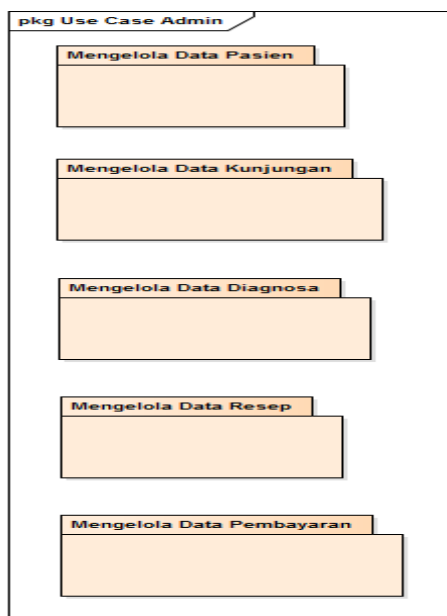 pkg Use Case Admin
Mengelola Data Pasien
Mengelola Data Kunjungan
Mengelola Data Diagnosa
Mengelola Data Resep
Mengelola Data Pembayaran